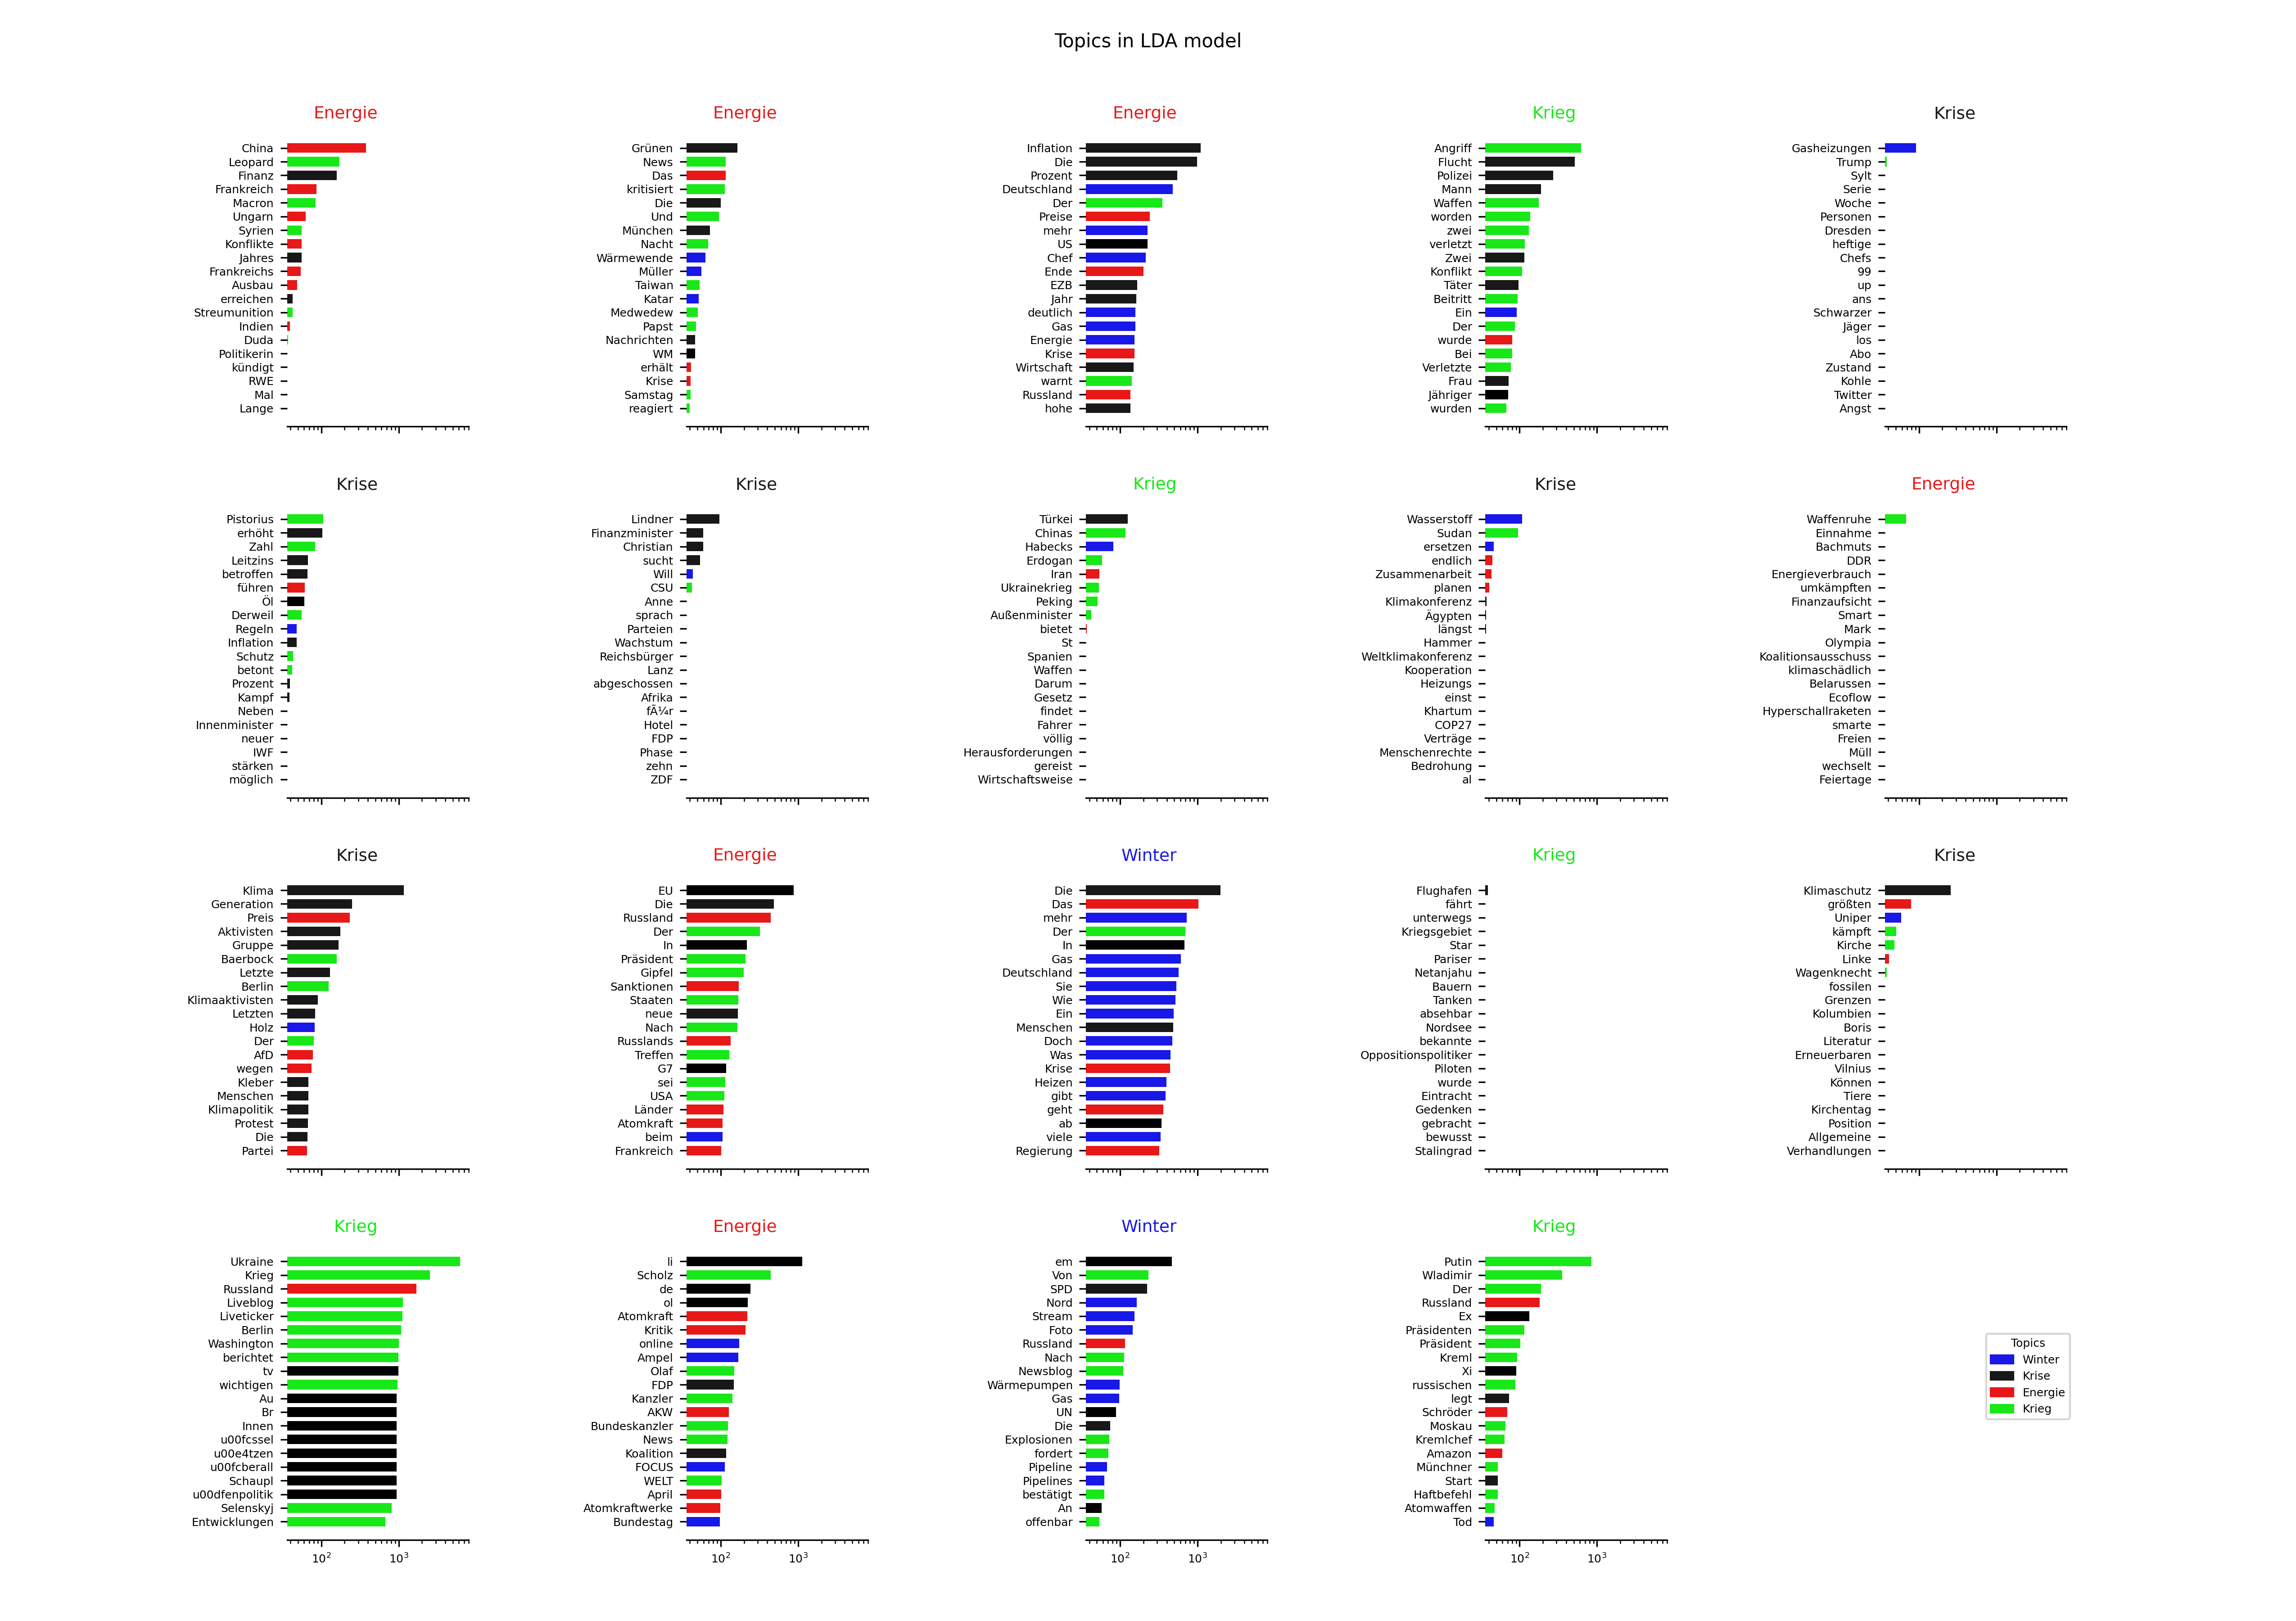 Topics in LDA model
Energie
China
Leopard
Finanz
Frankreich
Macron
Ungarn
Syrien
Konflikte
Jahres
Frankreichs
Ausbau
erreichen
Streumunition
Indien
Duda
Politikerin
kündigt
RWE
Mal
Lange
Energie
Grünen
News
Das
kritisiert
Die
Und
München
Nacht
Wärmewende
Müller
Taiwan
Katar
Medwedew
Papst
Nachrichten
WM
erhält
Krise
Samstag
reagiert
Energie
Inflation
Die
Prozent
Deutschland
Der
Preise
mehr
US
Chef
Ende
EZB
Jahr
deutlich
Gas
Energie
Krise
Wirtschaft
warnt
Russland
hohe
Krieg
Angriff
Flucht
Polizei
Mann
Waffen
worden
zwei
verletzt
Zwei
Konflikt
Täter
Beitritt
Ein
Der
wurde
Bei
Verletzte
Frau
Jähriger
wurden
Krise
Gasheizungen
Trump
Sylt
Serie
Woche
Personen
Dresden
heftige
Chefs
99
up
ans
Schwarzer
Jäger
los
Abo
Zustand
Kohle
Twitter
Angst
Krise
Pistorius
erhöht
Zahl
Leitzins
betroffen
führen
Öl
Derweil
Regeln
Inflation
Schutz
betont
Prozent
Kampf
Neben
Innenminister
neuer
IWF
stärken
möglich
Krise
Lindner
Finanzminister
Christian
sucht
Will
CSU
Anne
sprach
Parteien
Wachstum
Reichsbürger
Lanz
abgeschossen
Afrika
fÃ¼r
Hotel
FDP
Phase
zehn
ZDF
Krieg
Türkei
Chinas
Habecks
Erdogan
Iran
Ukrainekrieg
Peking
Außenminister
bietet
St
Spanien
Waffen
Darum
Gesetz
findet
Fahrer
völlig
Herausforderungen
gereist
Wirtschaftsweise
Krise
Wasserstoff
Sudan
ersetzen
endlich
Zusammenarbeit
planen
Klimakonferenz
Ägypten
längst
Hammer
Weltklimakonferenz
Kooperation
Heizungs
einst
Khartum
COP27
Verträge
Menschenrechte
Bedrohung
al
Energie
Waffenruhe
Einnahme
Bachmuts
DDR
Energieverbrauch
umkämpften
Finanzaufsicht
Smart
Mark
Olympia
Koalitionsausschuss
klimaschädlich
Belarussen
Ecoflow
Hyperschallraketen
smarte
Freien
Müll
wechselt
Feiertage
Krise
Klima
Generation
Preis
Aktivisten
Gruppe
Baerbock
Letzte
Berlin
Klimaaktivisten
Letzten
Holz
Der
AfD
wegen
Kleber
Menschen
Klimapolitik
Protest
Die
Partei
Energie
EU
Die
Russland
Der
In
Präsident
Gipfel
Sanktionen
Staaten
neue
Nach
Russlands
Treffen
G7
sei
USA
Länder
Atomkraft
beim
Frankreich
Winter
Die
Das
mehr
Der
In
Gas
Deutschland
Sie
Wie
Ein
Menschen
Doch
Was
Krise
Heizen
gibt
geht
ab
viele
Regierung
Krieg
Flughafen
fährt
unterwegs
Kriegsgebiet
Star
Pariser
Netanjahu
Bauern
Tanken
absehbar
Nordsee
bekannte
Oppositionspolitiker
Piloten
wurde
Eintracht
Gedenken
gebracht
bewusst
Stalingrad
Krise
Klimaschutz
größten
Uniper
kämpft
Kirche
Linke
Wagenknecht
fossilen
Grenzen
Kolumbien
Boris
Literatur
Erneuerbaren
Vilnius
Können
Tiere
Kirchentag
Position
Allgemeine
Verhandlungen
Krieg
Ukraine
Krieg
Russland
Liveblog
Liveticker
Berlin
Washington
berichtet
tv
wichtigen
Au
Br
Innen
u00fcssel
u00e4tzen
u00fcberall
Schaupl
u00dfenpolitik
Selenskyj
Entwicklungen
10² 10³
Energie
li
Scholz
de
ol
Atomkraft
Kritik
online
Ampel
Olaf
FDP
Kanzler
AKW
Bundeskanzler
News
Koalition
FOCUS
WELT
April
Atomkraftwerke
Bundestag
10² 10³
Winter
em
Von
SPD
Nord
Stream
Foto
Russland
Nach
Newsblog
Wärmepumpen
Gas
UN
Die
Explosionen
fordert
Pipeline
Pipelines
bestätigt
An
offenbar
10² 10³
Krieg
Putin
Wladimir
Der
Russland
Ex
Präsidenten
Präsident
Kreml
Xi
russischen
legt
Schröder
Moskau
Kremlchef
Amazon
Münchner
Start
Haftbefehl
Atomwaffen
Tod
10² 10³
Topics
Winter
Krise
Energie
Krieg